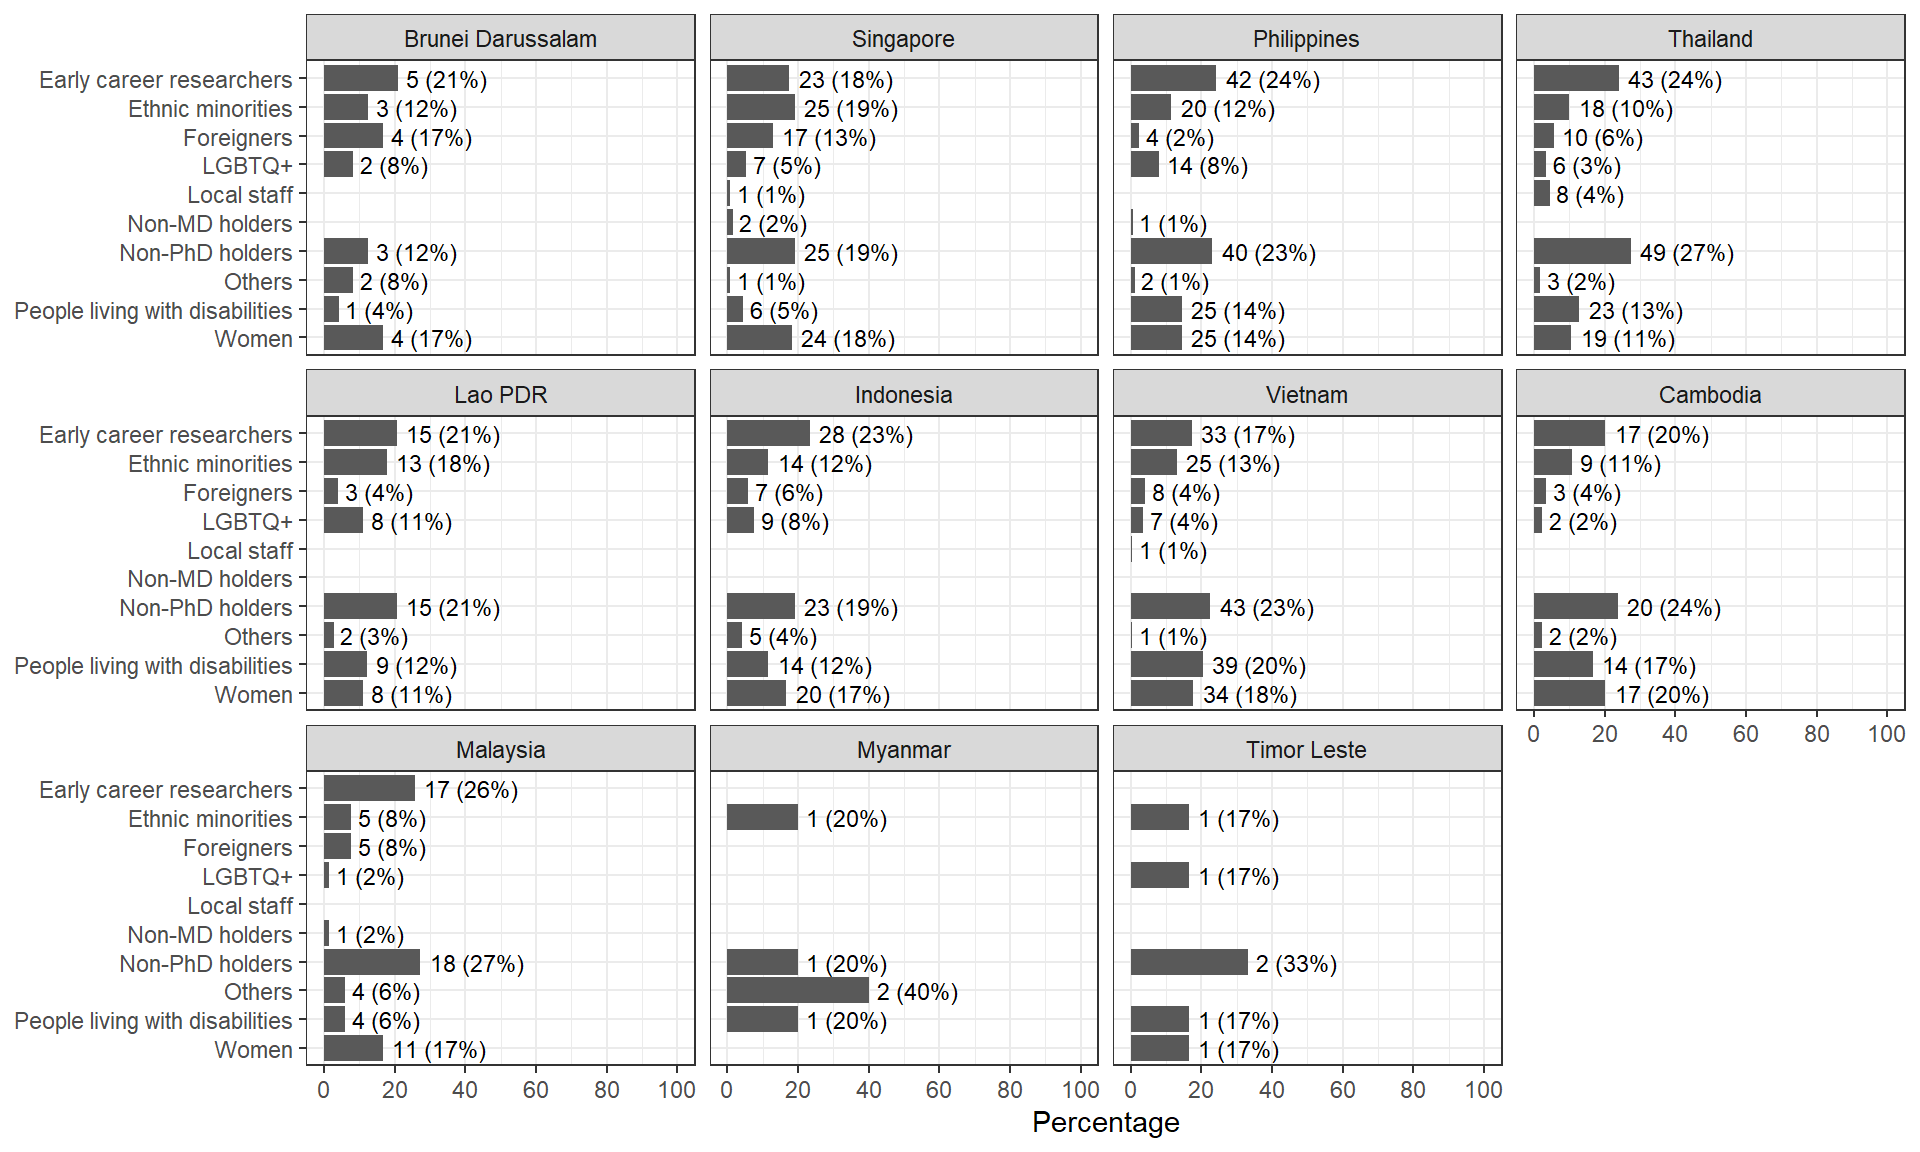 Brunei Darussalam
Singapore
Philippines
Thailand
Early career researchers 5 (21%) 23 (18%) 42 (24%) 43 (24%)
Ethnic minorities 3 (12%) 25 (19%) 20 (12%) 18 (10%)
Foreigners 4 (17%) 17 (13%) 4 (2%) 10 (6%)
LGBTQ+ 2 (8%) 7 (5%) 14 (8%) 6 (3%)
Local staff 1 (1%) 8 (4%)
Non-MD holders 2 (2%) 1 (1%)
Non-PhD holders 3 (12%) 25 (19%) 40 (23%) 49 (27%)
Others 2 (8%) 1 (1%) 2 (1%) 3 (2%)
People living with disabilities 1 (4%) 6 (5%) 25 (14%) 23 (13%)
Women 4 (17%) 24 (18%) 25 (14%) 19 (11%)
Lao PDR
Indonesia
Vietnam
Cambodia
Early career researchers 15 (21%) 28 (23%) 33 (17%) 17 (20%)
Ethnic minorities 13 (18%) 14 (12%) 25 (13%) 9 (11%)
Foreigners 3 (4%) 7 (6%) 8 (4%) 3 (4%)
LGBTQ+ 8 (11%) 9 (8%) 7 (4%) 2 (2%)
Local staff 1 (1%)
Non-MD holders
Non-PhD holders 15 (21%) 23 (19%) 43 (23%) 20 (24%)
Others 2 (3%) 5 (4%) 1 (1%) 2 (2%)
People living with disabilities 9 (12%) 14 (12%) 39 (20%) 14 (17%)
Women 8 (11%) 20 (17%) 34 (18%) 17 (20%)
0 20 40 60 80 100
Malaysia
Myanmar
Timor Leste
Early career researchers 17 (26%)
Ethnic minorities 5 (8%) 1 (20%) 1 (17%)
Foreigners 5 (8%)
LGBTQ+ 1 (2%) 1 (17%)
Local staff
Non-MD holders 1 (2%)
Non-PhD holders 18 (27%) 1 (20%) 2 (33%)
Others 4 (6%) 2 (40%)
People living with disabilities 4 (6%) 1 (20%) 1 (17%)
Women 11 (17%) 1 (17%)
0 20 40 60 80 100 0 20 40 60 80 100 0 20 40 60 80 100
Percentage